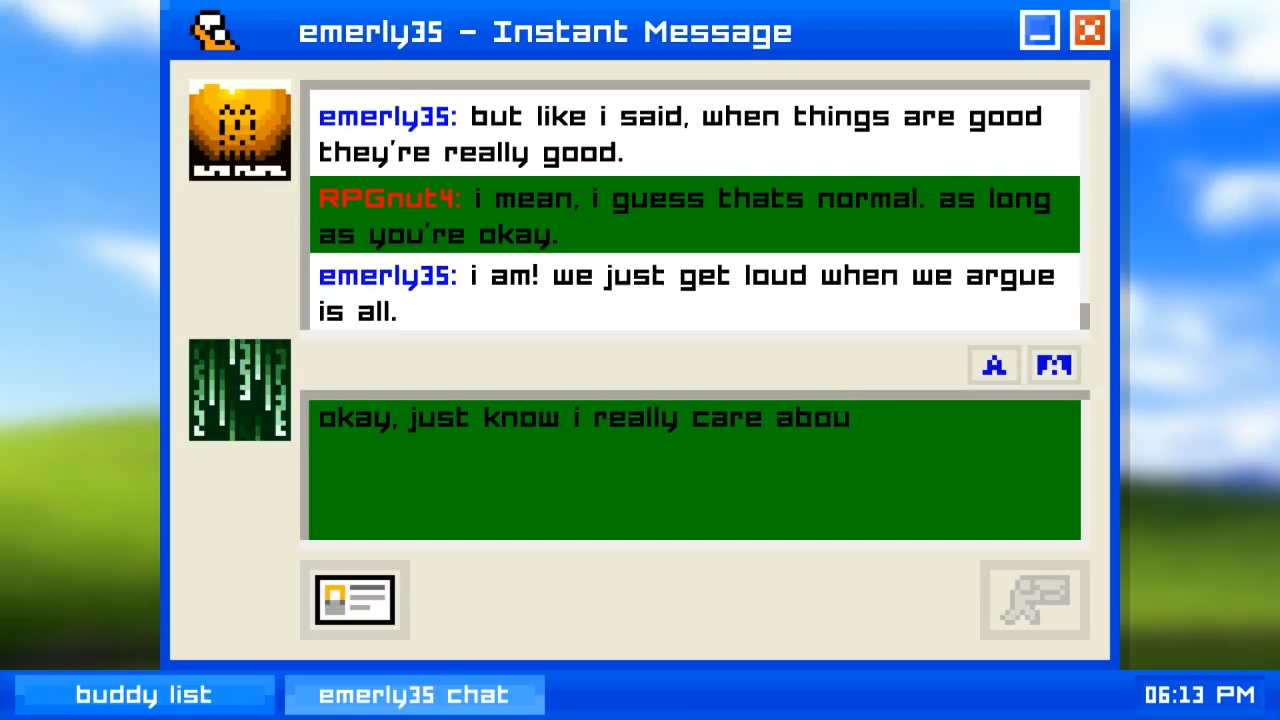 emerly35 - Instant Message
emerly35: but like i said, when things are good
they're really good.
RPGnut4: i mean, i guess thats normal. as long
as you're okay.
emerly35: i am! we just get loud when we argue
is all.
A
okay, just know i really care abou
buddy list
emerly35 chat
06:13 PM